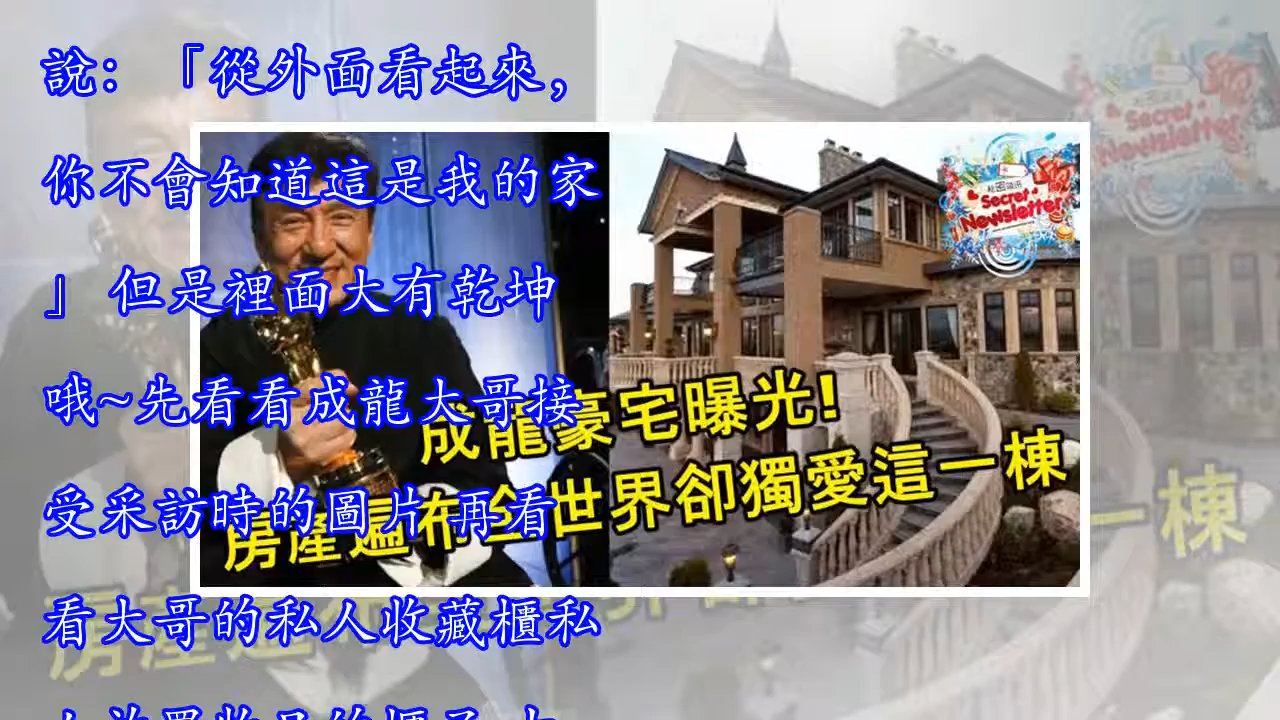 說：「從外面看起來，
你不會知道這是我的家
」 但是裡面大有乾坤
哦~先看看成龍大哥接
受采訪時的圖片 再看
看大哥的私人收藏櫃私
成龍豪宅曝光!
房產遍布全世界卻獨愛這一棟
Secret
Newsletter